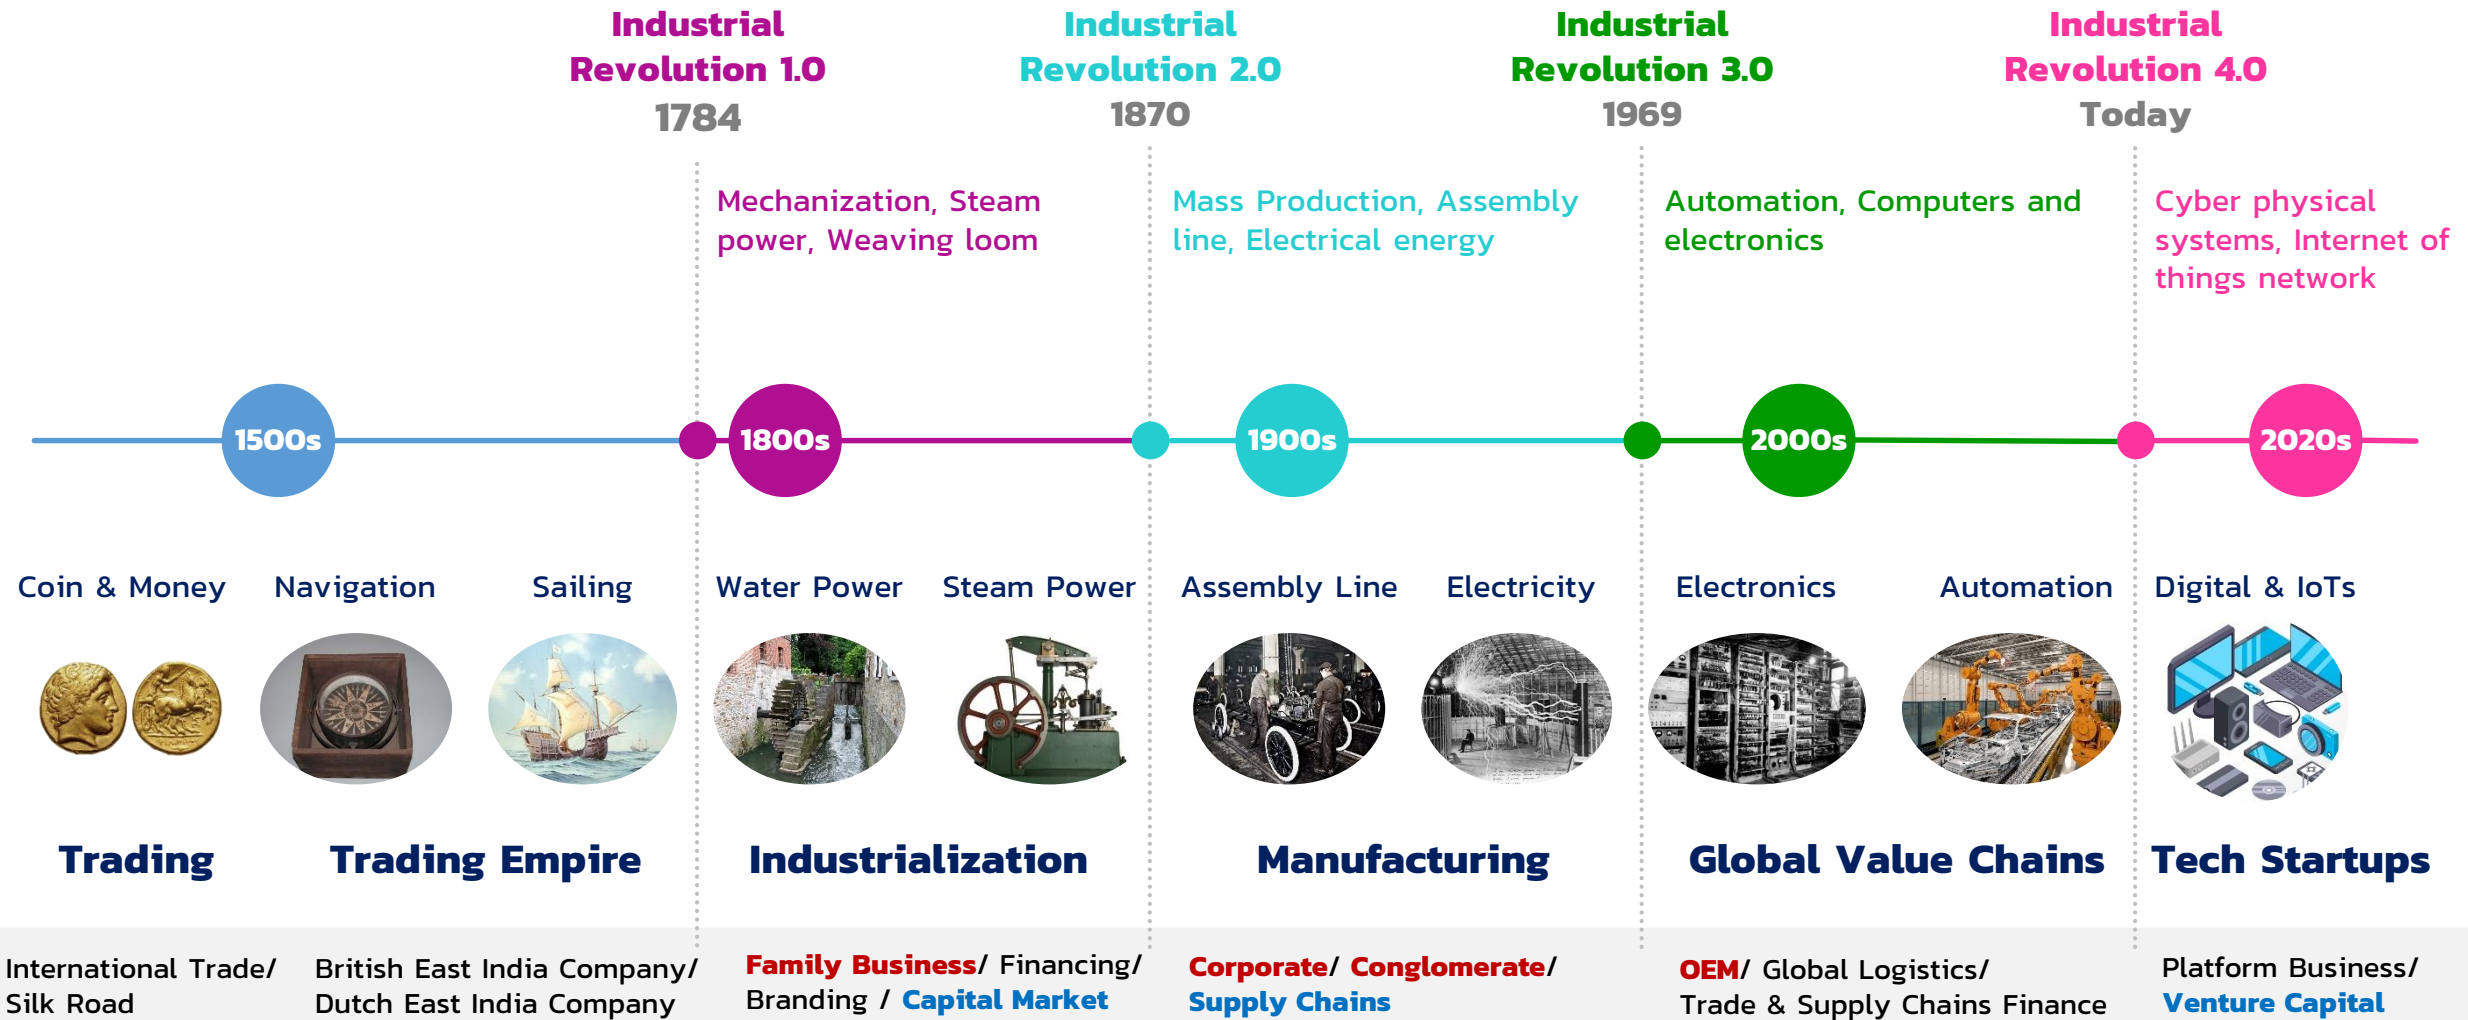 Industrial
Revolution 1.0
1784
Industrial
Revolution 2.0
1870
Industrial
Revolution 3.0
1969
Industrial
Revolution 4.0
Today
Mechanization, Steam
power, Weaving loom
Mass Production, Assembly
line, Electrical energy
Automation, Computers and
electronics
Cyber physical
systems, Internet of
things network
1500s
1800s
1900s
2000s
2020s
Coin & Money
Navigation
Sailing
Water Power
Steam Power
Assembly Line
Electricity
Electronics
Automation
Digital & IoTs
Trading
Trading Empire
Industrialization
Manufacturing
Global Value Chains
Tech Startups
International Trade/
Silk Road
British East India Company/
Dutch East India Company
Family Business/ Financing/
Branding / Capital Market
Corporate/ Conglomerate/
Supply Chains
OEM/ Global Logistics/
Trade & Supply Chains Finance
Platform Business/
Venture Capital